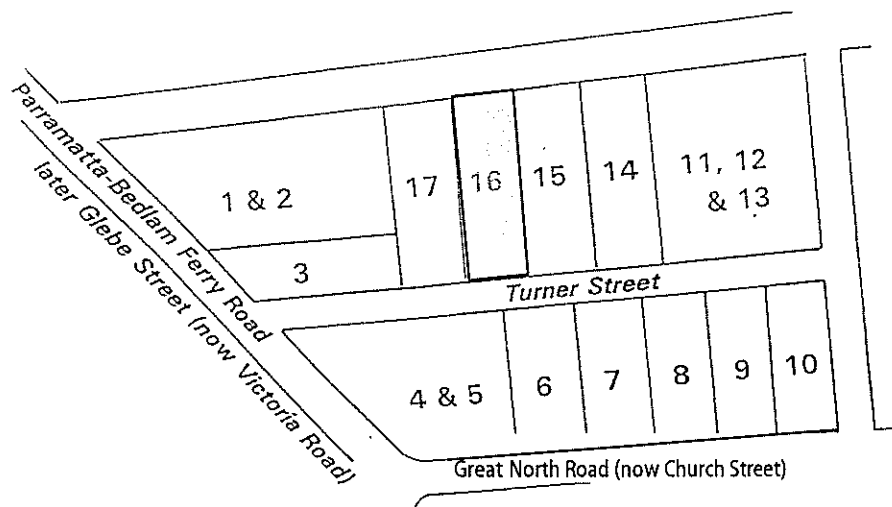 Parramatta-Bedlam Ferry Road
later Glebe Street (now Victoria Road)
1 & 2
17
16
15
14
11, 12
& 13
3
Turner Street
4 & 5
6
7
8
9
10
Great North Road (now Church Street)